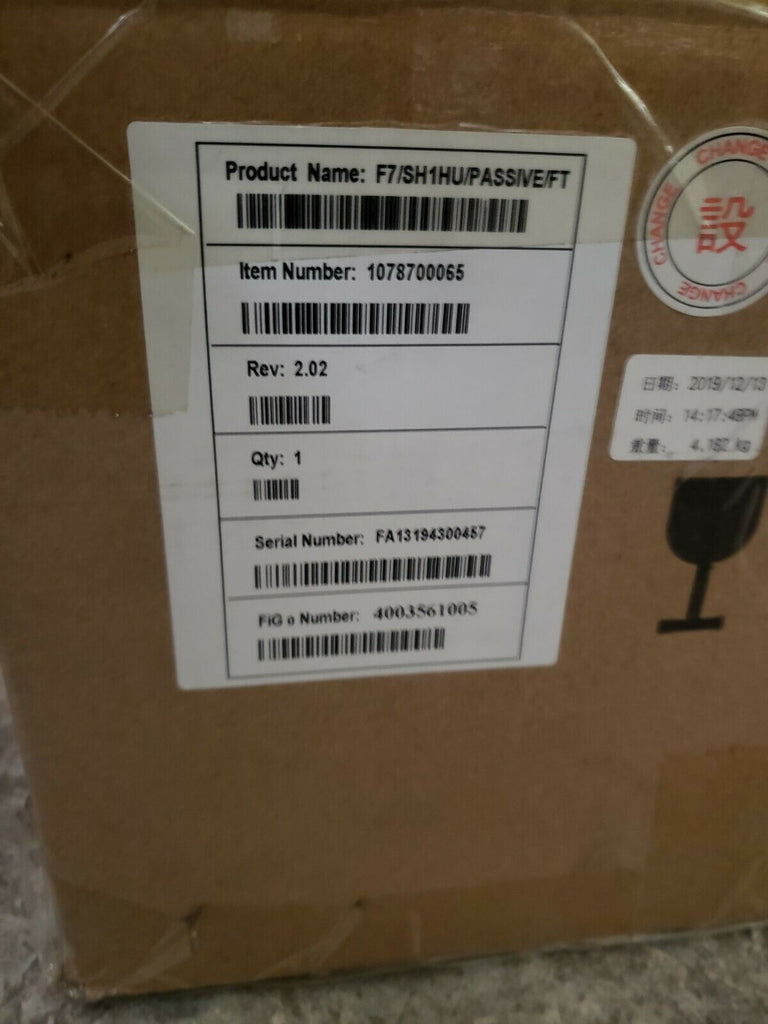 Product Name: F7/SH1HU/PASSIVE/FT
Item Number: 1078700065
Rev: 2.02
Qty: 1
Serial Number: FA13194300457
FiG o Number: 4003561005
CHANGE
CHANGE
CHANGE
設
日期: 2019/12/13
时间: 14:17:48PM
重量: 4.182 kg